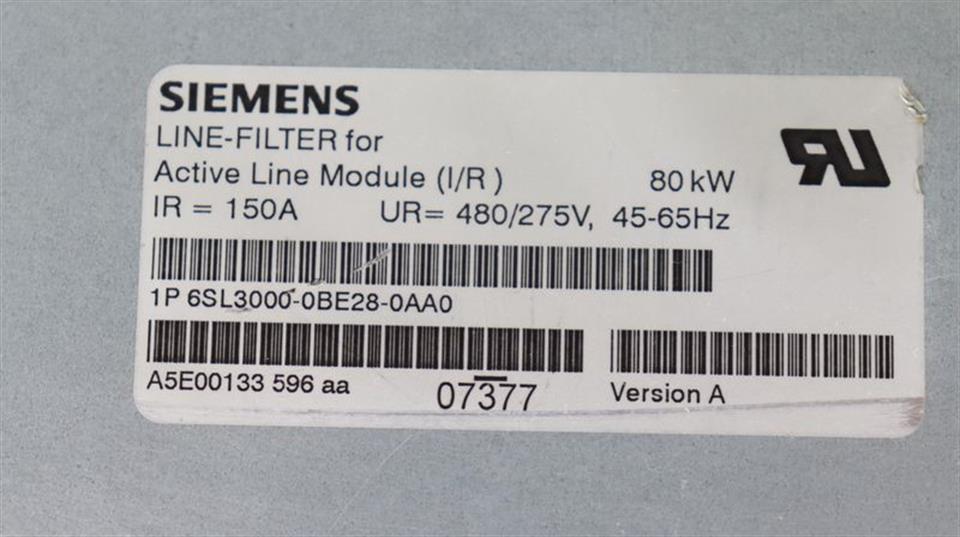 SIEMENS
LINE-FILTER for
Active Line Module (I/R ) 80 kW
IR = 150A UR= 480/275V, 45-65Hz
1P 6SL3000-0BE28-0AA0
A5E00133 596 aa 07377 Version A